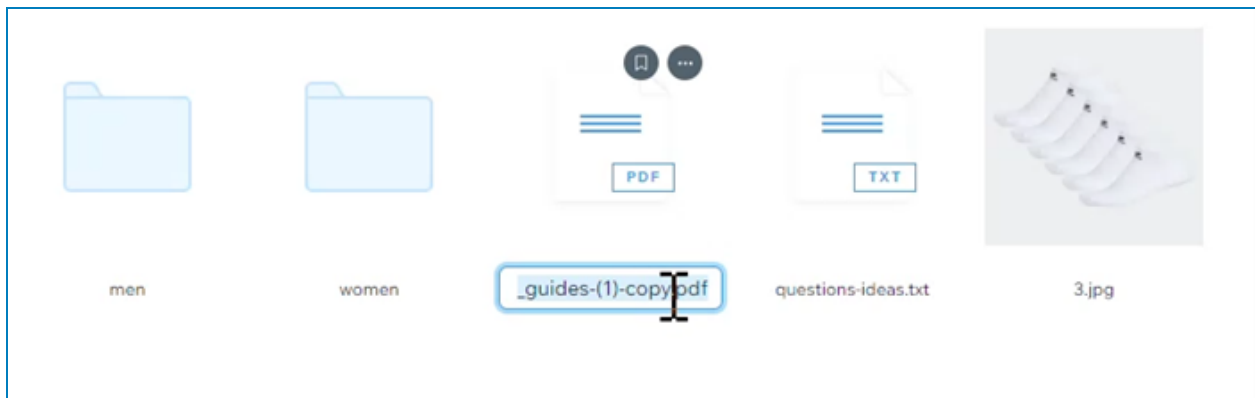 PDF
TXT
men
women
_guides-(1)-copy.pdf
questions-ideas.txt
3.jpg